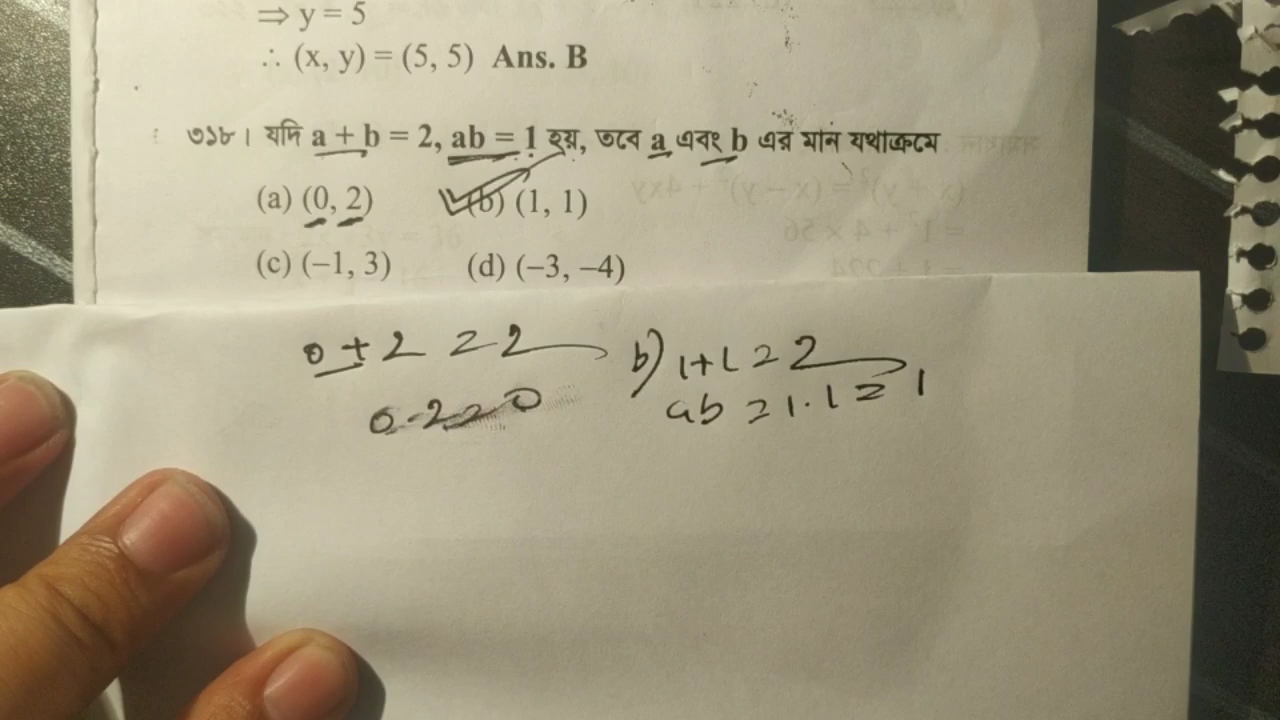 ⇒ y = 5
∴ (x, y) = (5, 5) Ans. B
৩১৮। যদি a + b = 2, ab = 1 হয়, তবে a এবং b এর মান যথাক্রমে
(a) (0, 2) (b) (1, 1)
(c) (−1, 3) (d) (−3, −4)
0 + 2 = 2 b) 1+1 = 2
0·2=0 ab = 1·1 = 1